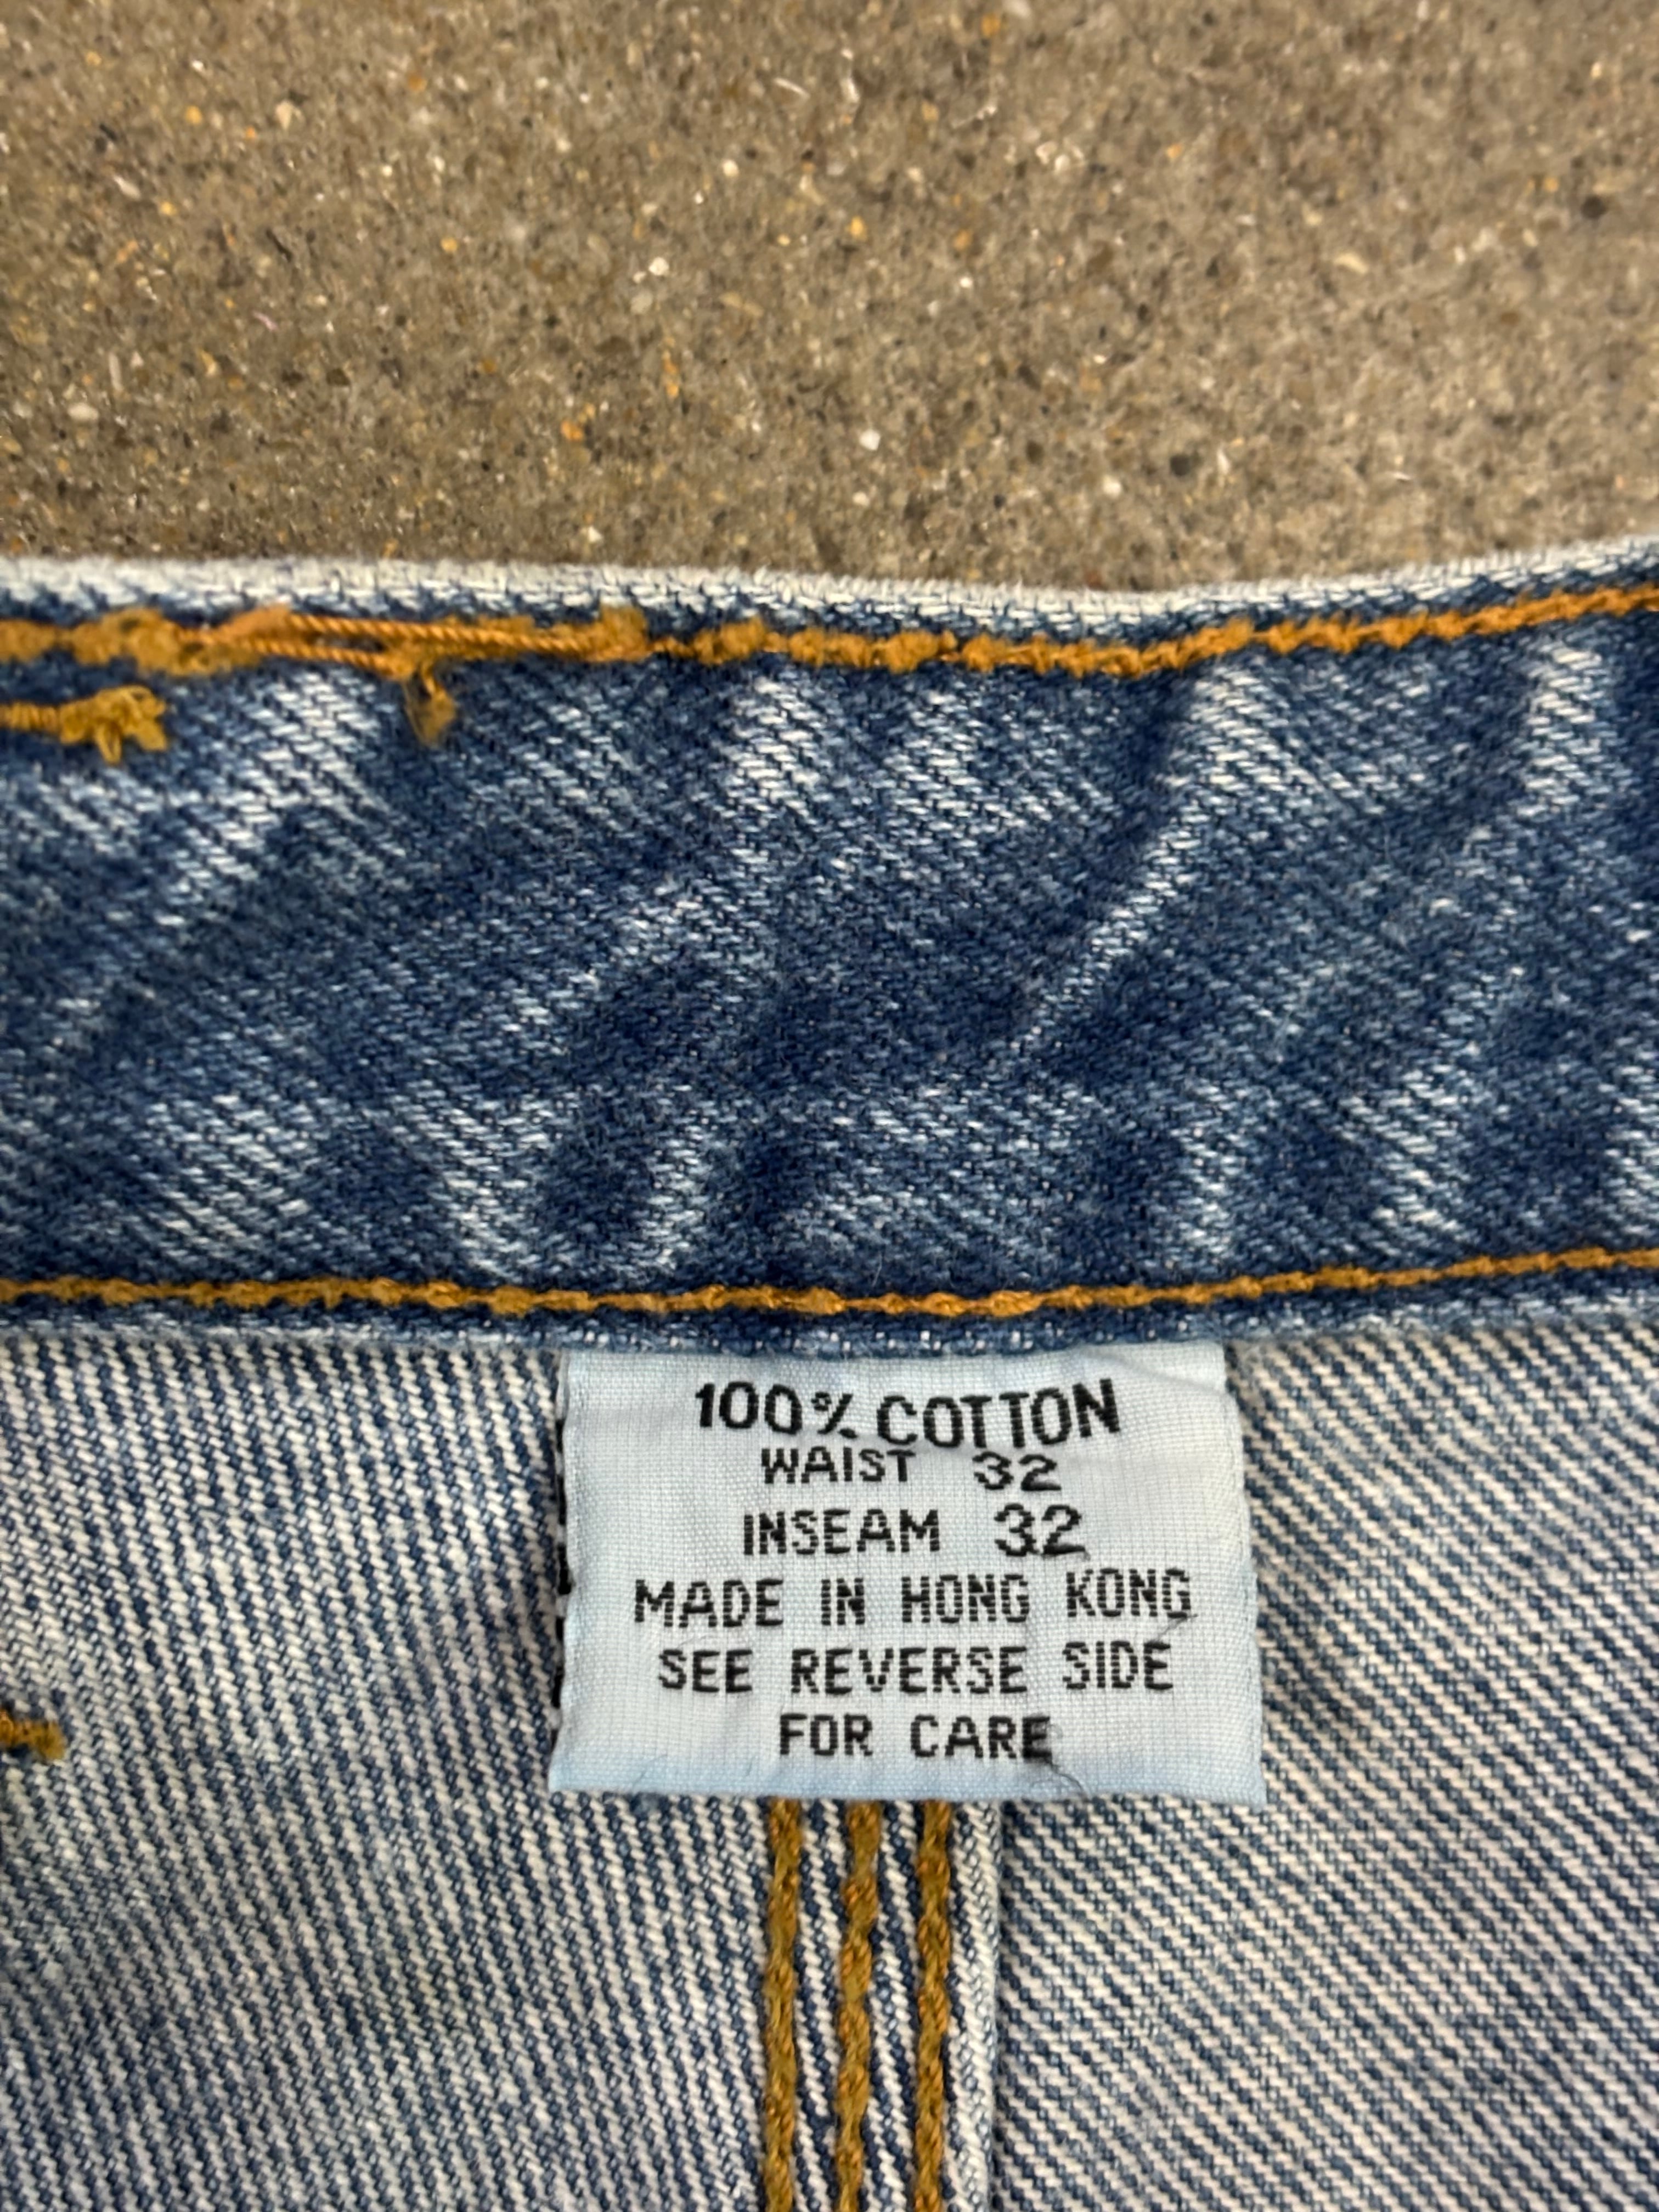 100% COTTON
WAIST 32
INSEAM 32
MADE IN HONG KONG
SEE REVERSE SIDE
FOR CARE